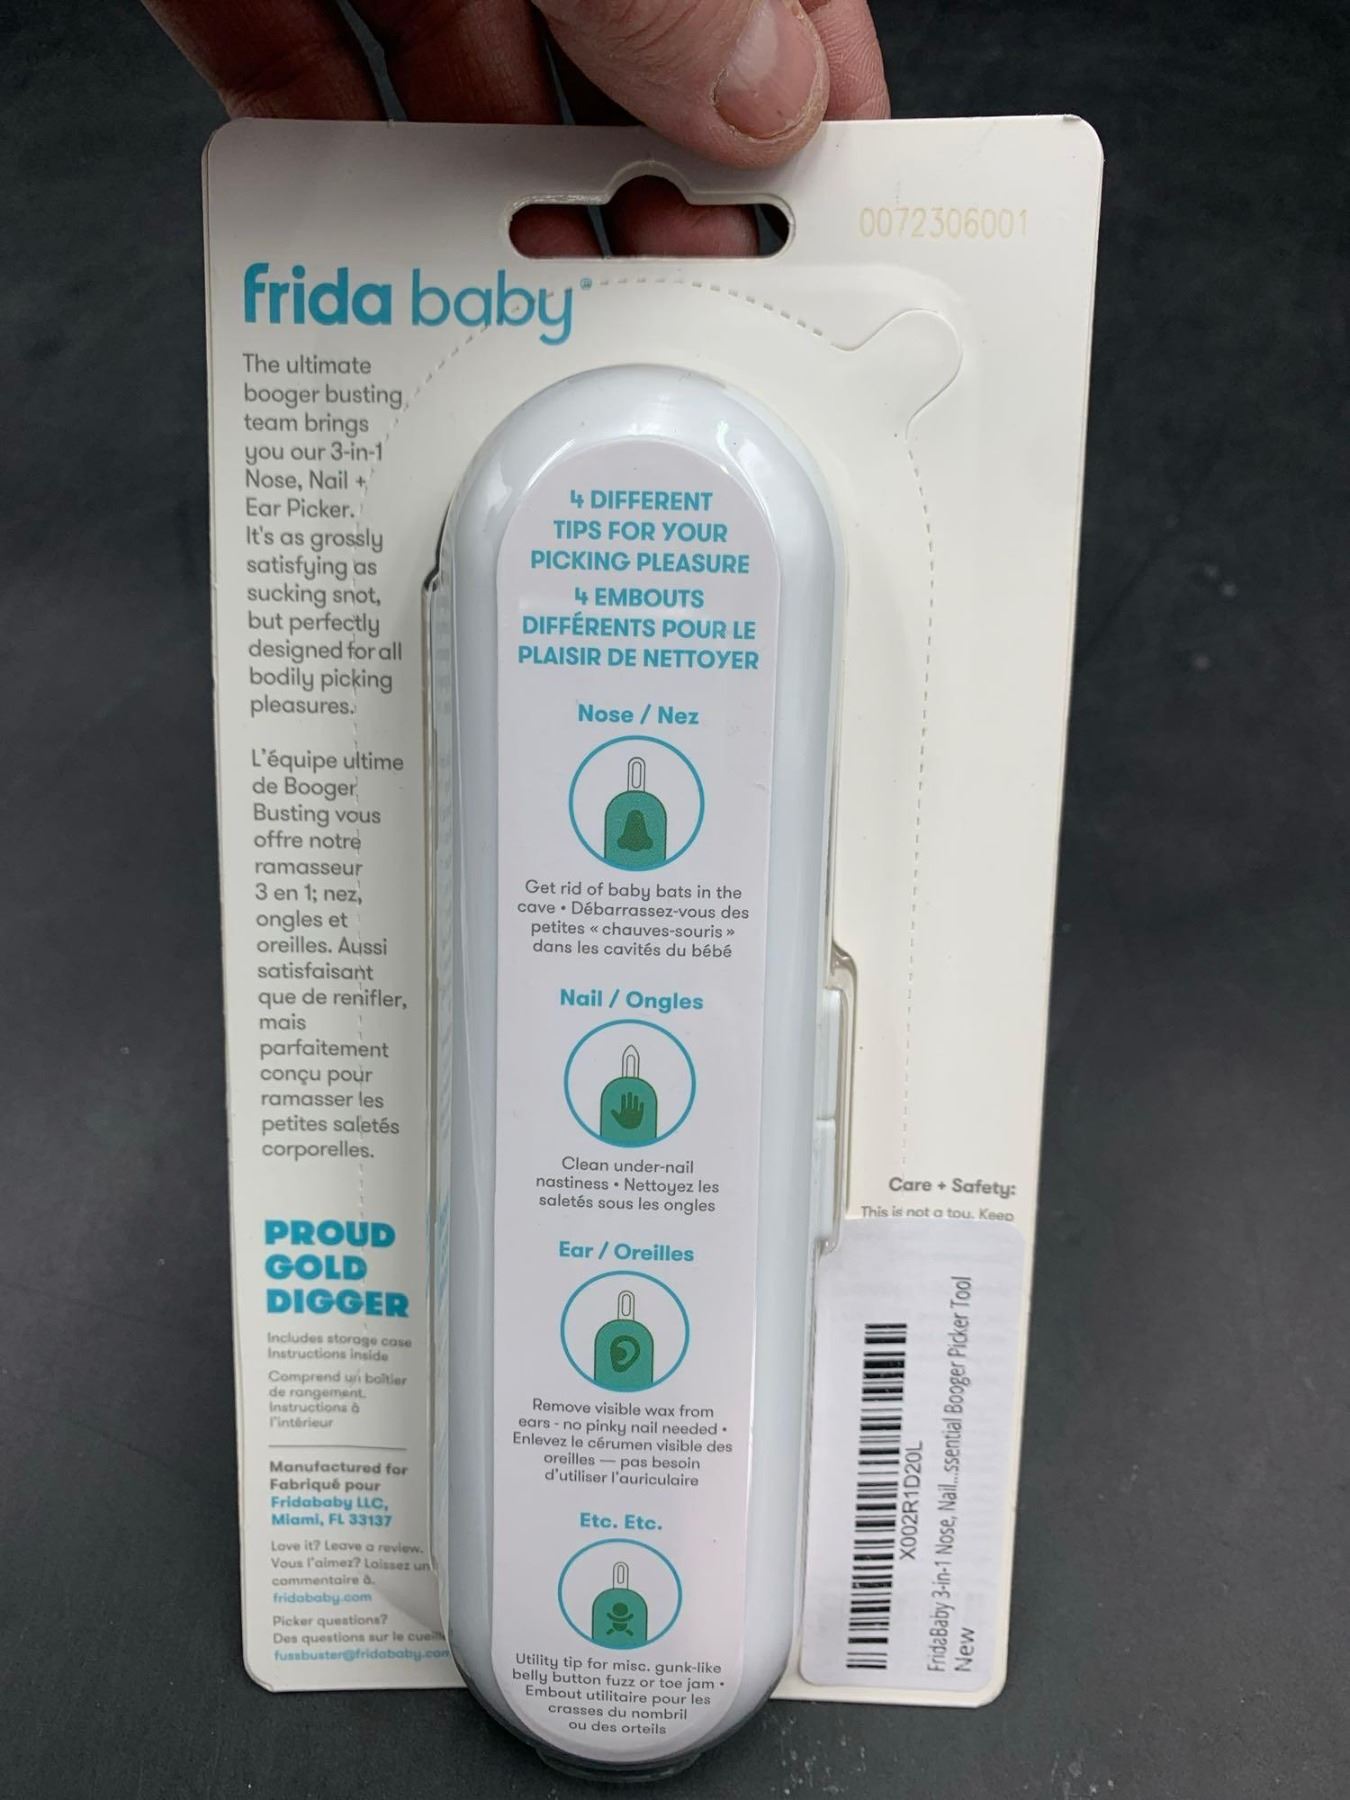 0072306001
frida baby®
The ultimate
booger busting
team brings
you our 3-in-1
Nose, Nail +
Ear Picker.
It's as grossly
satisfying as
sucking snot,
but perfectly
designed for all
bodily picking
pleasures.
L'équipe ultime
de Booger
Busting vous
offre notre
ramasseur
3 en 1; nez,
ongles et
oreilles. Aussi
satisfaisant
que de renifler,
mais
parfaitement
conçu pour
ramasser les
petites saletés
corporelles.
PROUD
GOLD
DIGGER
Includes storage case
Instructions inside
Comprend un boîtier
de rangement.
Instructions à
l'intérieur
Manufactured for
Fabriqué pour
Fridababy LLC,
Miami, FL 33137
Love it? Leave a review.
Vous l'aimez? Laissez un
commentaire à.
fridababy.com
Picker questions?
Des questions sur le
fussbuster@fridababy.com
4 DIFFERENT
TIPS FOR YOUR
PICKING PLEASURE
4 EMBOUTS
DIFFÉRENTS POUR LE
PLAISIR DE NETTOYER
Nose / Nez
Get rid of baby bats in the
cave • Débarrassez-vous des
petites « chauves-souris »
dans les cavités du bébé
Nail / Ongles
Clean under-nail
nastiness • Nettoyez les
saletés sous les ongles
Ear / Oreilles
Remove visible wax from
ears - no pinky nail needed •
Enlevez le cérumen visible des
oreilles — pas besoin
d'utiliser l'auriculaire
Etc. Etc.
Utility tip for misc. gunk-like
belly button fuzz or toe jam •
Embout utilitaire pour les
crasses du nombril
ou des orteils
Care + Safety:
This is not a toy. Keep
X002R1D20L
FridaBaby 3-in-1 Nose, Nail...ssential Booger Picker Tool
New